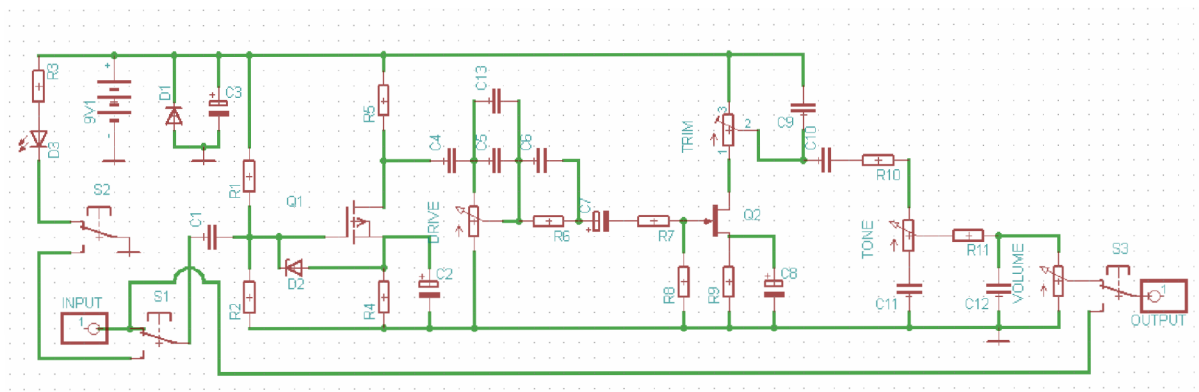 R3
+
9V1
D1
+
C3
R5
C13
TRIM
3
2
1
C9
C10
R10
D3
S2
C1
R1
Q1
C4
C5
C6
DRIVE
R6
C7
+
R7
Q2
TONE
R11
VOLUME
S3
1
OUTPUT
INPUT
1
S1
R2
D2
R4
+
C2
R8
R9
+
C8
C11
C12